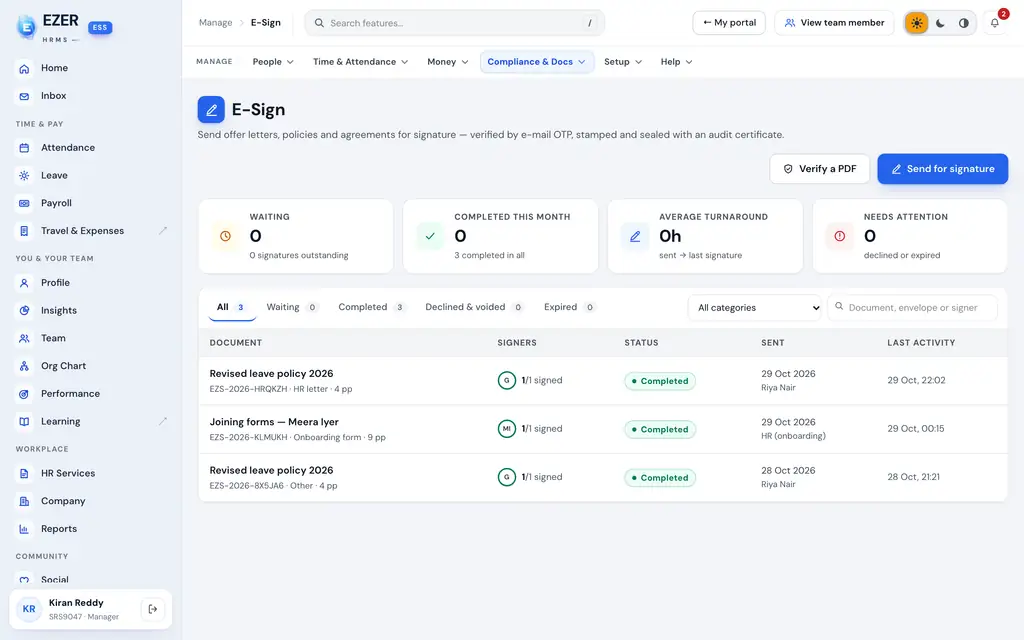 EZER
HRMS
ESS
Home
Inbox
TIME & PAY
Attendance
Leave
Payroll
Travel & Expenses
YOU & YOUR TEAM
Profile
Insights
Team
Org Chart
Performance
Learning
WORKPLACE
HR Services
Company
Reports
COMMUNITY
Social
KR
Kiran Reddy
SRS9047 · Manager
Manage > E-Sign
Search features... /
← My portal
View team member
2
MANAGE People Time & Attendance Money Compliance & Docs Setup Help
E-Sign
Send offer letters, policies and agreements for signature — verified by e-mail OTP, stamped and sealed with an audit certificate.
Verify a PDF
Send for signature
WAITING
0
0 signatures outstanding
COMPLETED THIS MONTH
0
3 completed in all
AVERAGE TURNAROUND
0h
sent → last signature
NEEDS ATTENTION
0
declined or expired
All 3 Waiting 0 Completed 3 Declined & voided 0 Expired 0
All categories
Document, envelope or signer
DOCUMENT SIGNERS STATUS SENT LAST ACTIVITY
Revised leave policy 2026
EZS-2026-HRQKZH · HR letter · 4 pp
G 1/1 signed
Completed
29 Oct 2026
Riya Nair
29 Oct, 22:02
Joining forms — Meera Iyer
EZS-2026-KLMUKH · Onboarding form · 9 pp
MI 1/1 signed
Completed
29 Oct 2026
HR (onboarding)
29 Oct, 00:15
Revised leave policy 2026
EZS-2026-8X5JA6 · Other · 4 pp
G 1/1 signed
Completed
28 Oct 2026
Riya Nair
28 Oct, 21:21